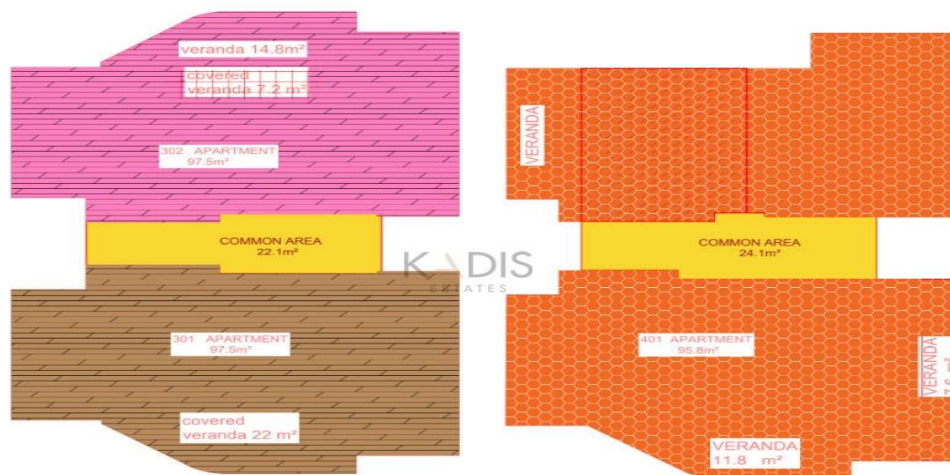 veranda 14.8m²
covered
veranda 7.2 m²
302 APARTMENT
97.5m²
COMMON AREA
22.1m²
301 APARTMENT
97.5m²
covered
veranda 22 m²
KADIS
ESTATES
VERANDA
COMMON AREA
24.1m²
401 APARTMENT
95.8m²
VERANDA
VERANDA
11.8 m²